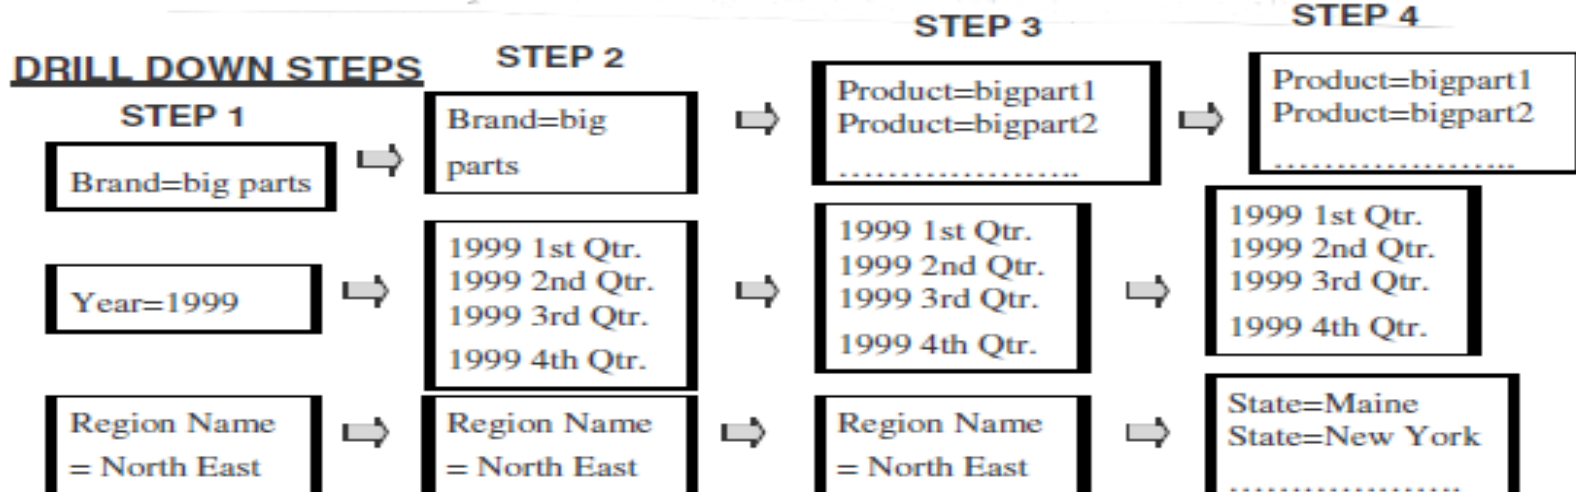 DRILL DOWN STEPS
STEP 1
STEP 2
STEP 3
STEP 4
Brand=big parts
Brand=big
parts
Product=bigpart1
Product=bigpart2
......................
Product=bigpart1
Product=bigpart2
......................
Year=1999
1999 1st Qtr.
1999 2nd Qtr.
1999 3rd Qtr.
1999 4th Qtr.
1999 1st Qtr.
1999 2nd Qtr.
1999 3rd Qtr.
1999 4th Qtr.
1999 1st Qtr.
1999 2nd Qtr.
1999 3rd Qtr.
1999 4th Qtr.
Region Name
= North East
Region Name
= North East
Region Name
= North East
State=Maine
State=New York
......................